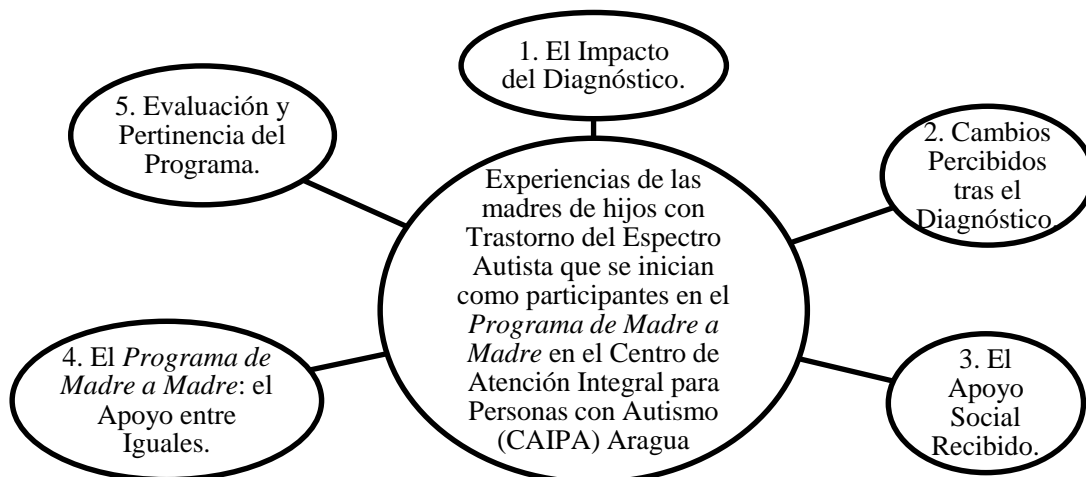 1. El Impacto
del Diagnóstico.
5. Evaluación y
Pertinencia del
Programa.
2. Cambios
Percibidos
tras el
Diagnóstico.
Experiencias de las
madres de hijos con
Trastorno del Espectro
Autista que se inician
como participantes en el
Programa de Madre a
Madre en el Centro de
Atención Integral para
Personas con Autismo
(CAIPA) Aragua
4. El Programa de
Madre a Madre: el
Apoyo entre
Iguales.
3. El
Apoyo
Social
Recibido.